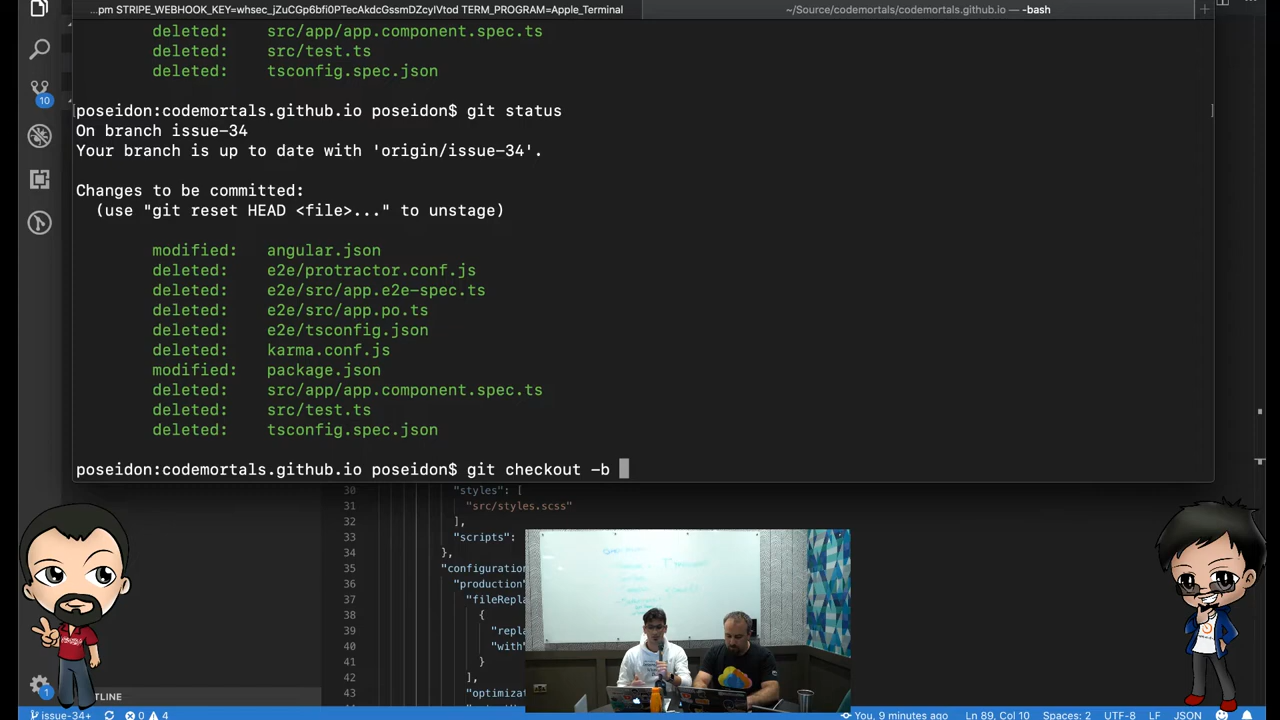 ...pm STRIPE_WEBHOOK_KEY=whsec_jZuCGp6bfi0PTecAkdcGssmDZcyIVtod TERM_PROGRAM=Apple_Terminal
~/Source/codemortals/codemortals.github.io — -bash
deleted: src/app/app.component.spec.ts
deleted: src/test.ts
deleted: tsconfig.spec.json
poseidon:codemortals.github.io poseidon$ git status
On branch issue-34
Your branch is up to date with 'origin/issue-34'.
Changes to be committed:
(use "git reset HEAD <file>..." to unstage)
modified: angular.json
deleted: e2e/protractor.conf.js
deleted: e2e/src/app.e2e-spec.ts
deleted: e2e/src/app.po.ts
deleted: e2e/tsconfig.json
deleted: karma.conf.js
modified: package.json
deleted: src/app/app.component.spec.ts
deleted: src/test.ts
deleted: tsconfig.spec.json
poseidon:codemortals.github.io poseidon$ git checkout -b
10
30 "styles": [
31 "src/styles.scss"
32 ],
33 "scripts":
34 },
35 "configuration
36 "production"
37 "fileRepla
38 {
39 "repla
40 "with"
41 }
42 ],
43 "optimizat
1
TLINE
issue-34+ 0 4 You, 9 minutes ago Ln 89, Col 10 Spaces: 2 UTF-8 LF JSON